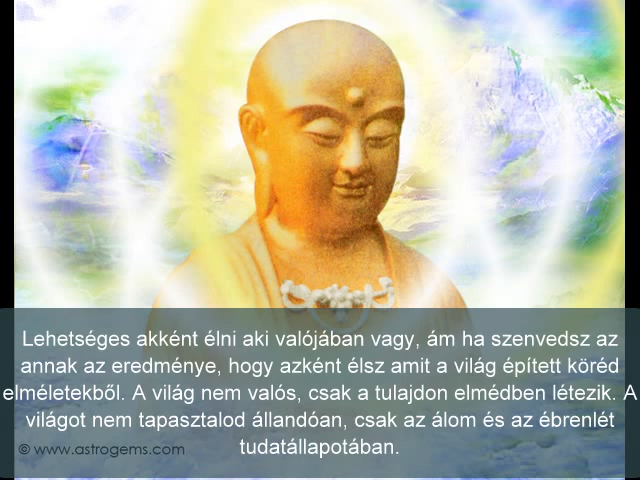 Lehetséges akként élni aki valójában vagy, ám ha szenvedsz az
annak az eredménye, hogy azként élsz amit a világ épített köréd
elméletekből. A világ nem valós, csak a tulajdon elmédben létezik. A
világot nem tapasztalod állandóan, csak az álom és az ébrenlét
tudatállapotában.
© www.astrogems.com